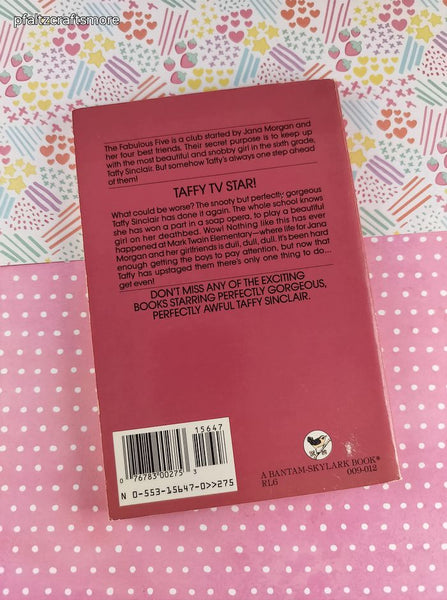 pfaltzcraftsmore
The Fabulous Five is a club started by Jana Morgan and
her four best friends. Their secret purpose is to keep up
with the most beautiful and snobby girl in the sixth grade,
Taffy Sinclair. But somehow Taffy's always one step ahead
of them!
TAFFY TV STAR!
What could be worse? The snooty but perfectly gorgeous
Taffy Sinclair has done it again. The whole school knows
she has won a part in a soap opera, to play a beautiful
girl on her deathbed. Wow! Nothing like this has ever
happened at Mark Twain Elementary—where life for Jana
Morgan and her girlfriends is dull, dull, dull. It's been hard
enough getting the boys to pay attention, but now that
Taffy has upstaged them there's only one thing to do...
get even!
DON'T MISS ANY OF THE EXCITING
BOOKS STARRING PERFECTLY GORGEOUS,
PERFECTLY AWFUL TAFFY SINCLAIR.
15647
0 76783 00275 3
N 0-553-15647-0>>275
A BANTAM-SKYLARK BOOK®
RL6 009-012